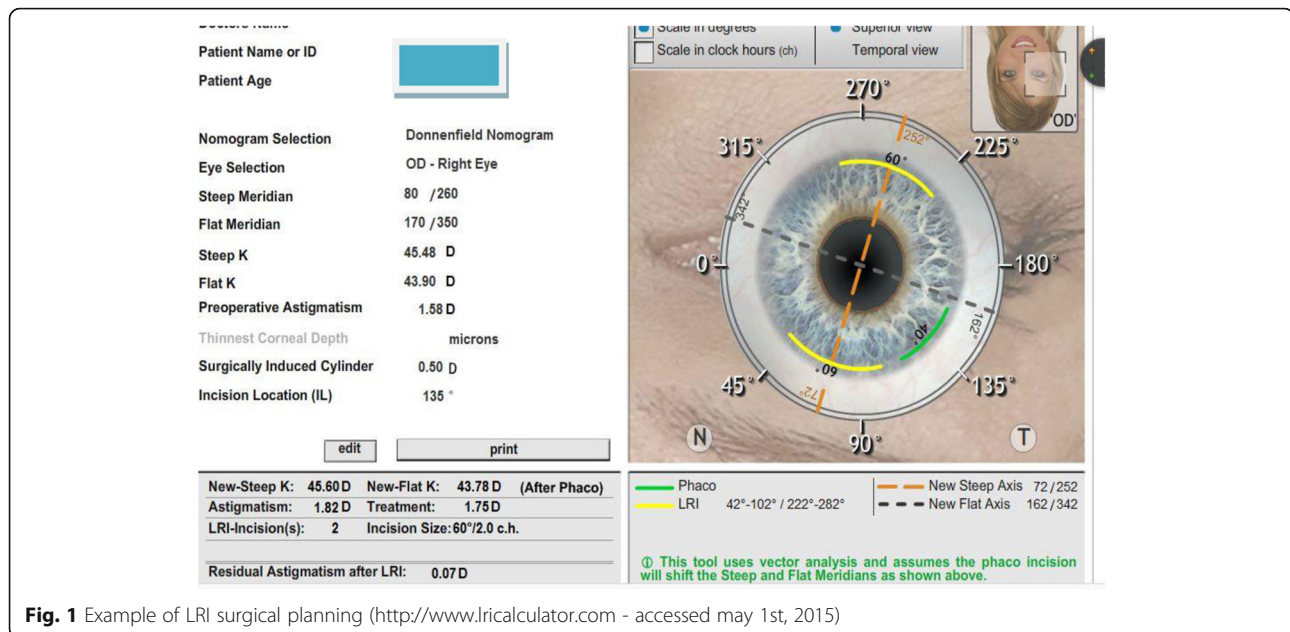 Patient Name or ID
Patient Age
Nomogram Selection Donnenfield Nomogram
Eye Selection OD - Right Eye
Steep Meridian 80 /260
Flat Meridian 170 /350
Steep K 45.48 D
Flat K 43.90 D
Preoperative Astigmatism 1.58 D
Thinnest Corneal Depth microns
Surgically Induced Cylinder 0.50 D
Incision Location (IL) 135 °
edit print
New-Steep K: 45.60 D New-Flat K: 43.78 D (After Phaco)
Astigmatism: 1.82 D Treatment: 1.75 D
LRI-Incision(s): 2 Incision Size: 60°/2.0 c.h.
Residual Astigmatism after LRI: 0.07 D
Scale in degrees Superior view
Scale in clock hours (ch) Temporal view
'OD'
270°
252°
315° 225°
60°
342°
0° 180°
162°
40°
60°
45° 72° 135°
N 90° T
Phaco New Steep Axis 72/252
LRI 42°-102° / 222°-282° New Flat Axis 162/342
ⓘ This tool uses vector analysis and assumes the phaco incision
will shift the Steep and Flat Meridians as shown above.
Fig. 1 Example of LRI surgical planning (http://www.lricalculator.com - accessed may 1st, 2015)